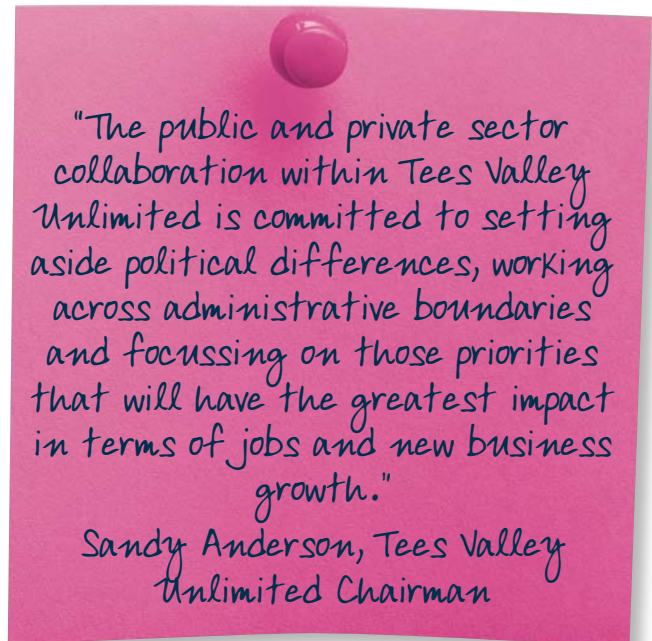 "The public and private sector
collaboration within Tees Valley
Unlimited is committed to setting
aside political differences, working
across administrative boundaries
and focussing on those priorities
that will have the greatest impact
in terms of jobs and new business
growth."
Sandy Anderson, Tees Valley
Unlimited Chairman